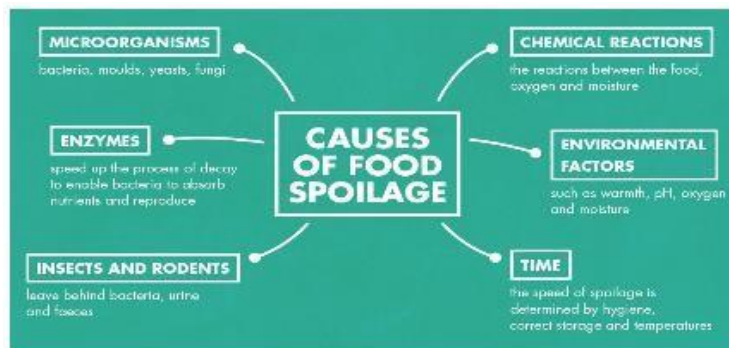 MICROORGANISMS
bacteria, moulds, yeasts, fungi
ENZYMES
speed up the process of decay
to enable bacteria to absorb
nutrients and reproduce
INSECTS AND RODENTS
leave behind bacteria, urine
and faeces
CAUSES
OF FOOD
SPOILAGE
CHEMICAL REACTIONS
the reactions between the food,
oxygen and moisture
ENVIRONMENTAL
FACTORS
such as warmth, pH, oxygen
and moisture
TIME
the speed of spoilage is
determined by hygiene,
correct storage and temperatures